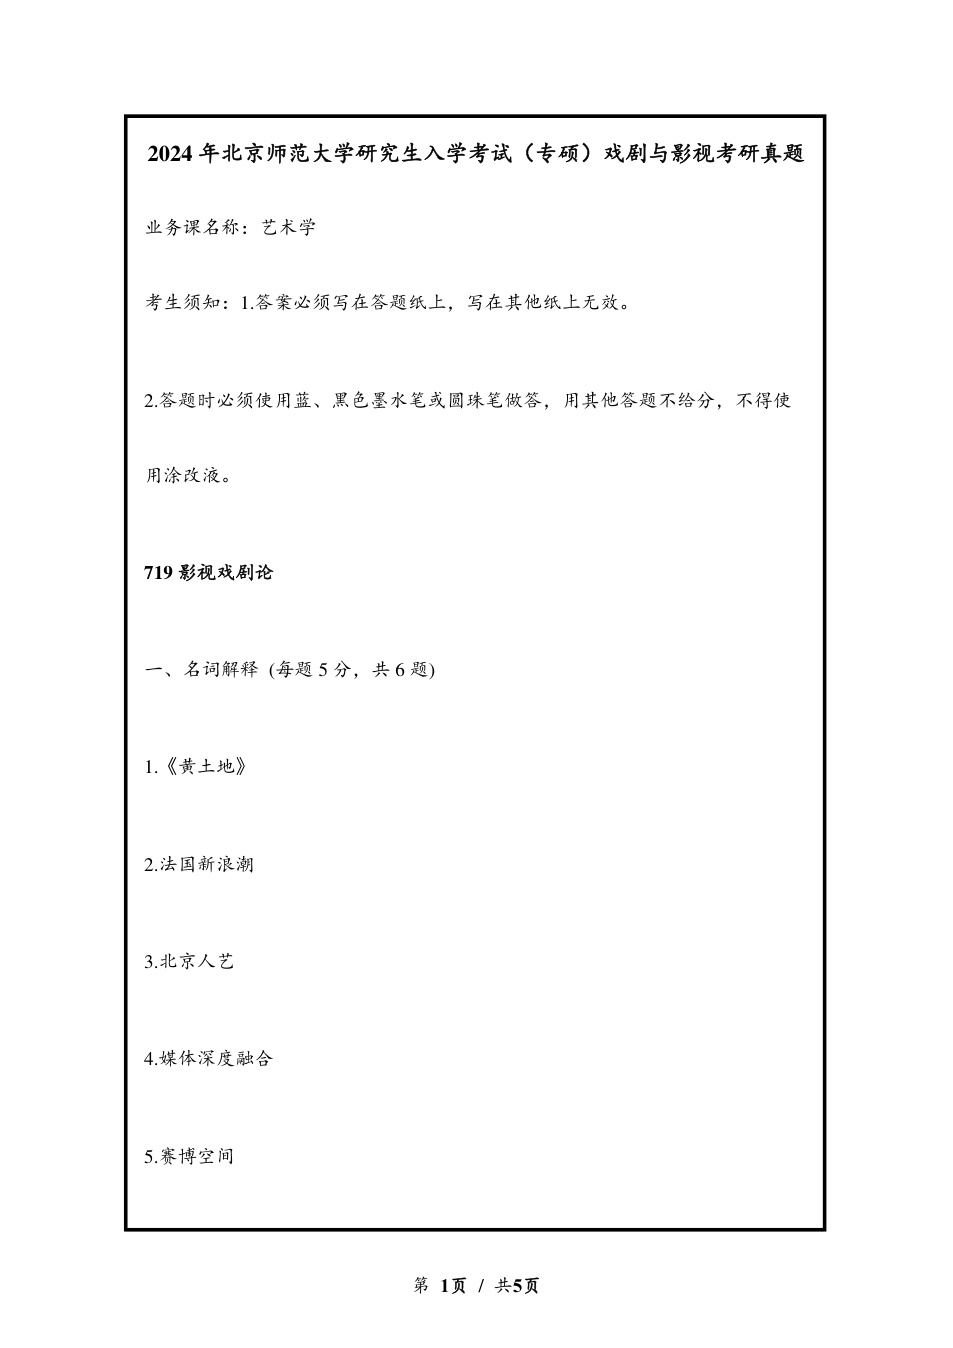 2024 年北京师范大学研究生入学考试（专硕）戏剧与影视考研真题
业务课名称：艺术学
考生须知：1.答案必须写在答题纸上，写在其他纸上无效。
2.答题时必须使用蓝、黑色墨水笔或圆珠笔做答，用其他答题不给分，不得使
用涂改液。
719 影视戏剧论
一、名词解释 (每题 5 分，共 6 题)
1.《黄土地》
2.法国新浪潮
3.北京人艺
4.媒体深度融合
5.赛博空间
第 1页 / 共5页